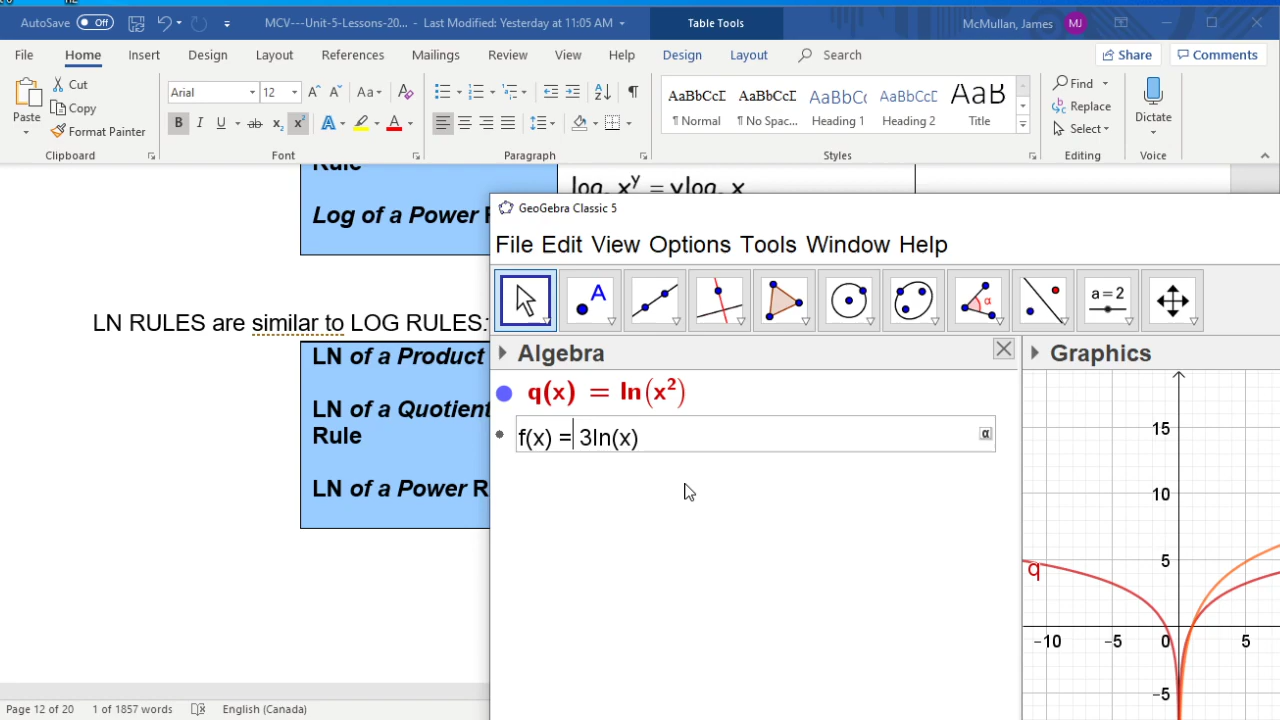 AutoSave Off MCV---Unit-5-Lessons-20... - Last Modified: Yesterday at 11:05 AM Table Tools McMullan, James MJ
File Home Insert Design Layout References Mailings Review View Help Design Layout Search Share Comments
Paste Cut Copy Format Painter
Arial 12 Aa
AaBbCcI AaBbCcI AaBbCc AaBbCcD AaB
¶ Normal ¶ No Spac... Heading 1 Heading 2 Title
Find Replace Select
Dictate
Clipboard Font Paragraph Styles Editing Voice
Rule
Log of a Power R
LN RULES are similar to LOG RULES:
LN of a Product
LN of a Quotient
Rule
LN of a Power R
GeoGebra Classic 5
File Edit View Options Tools Window Help
A α a = 2
Algebra
q(x) = ln(x²)
f(x) = 3ln(x)
α
Graphics
15
10
5
q
-10 -5 0 5
-5
Page 12 of 20 1 of 1857 words English (Canada)